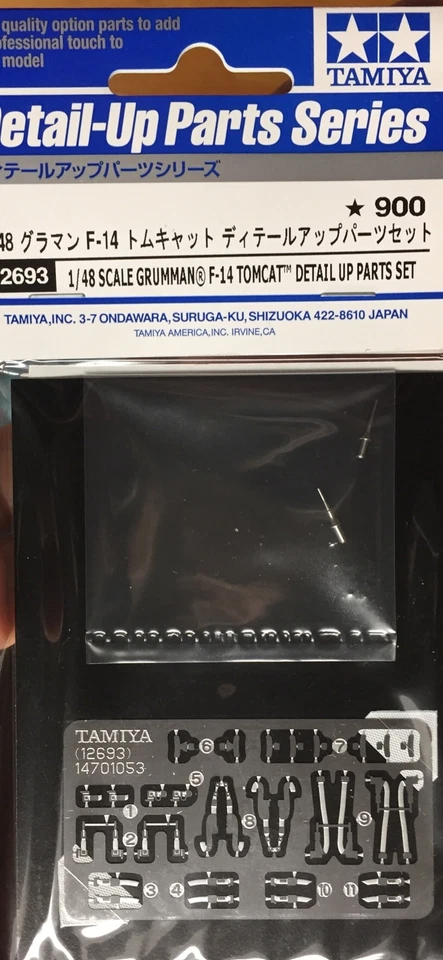 quality option parts to add
ofessional touch to
model
TAMIYA
Detail-Up Parts Series
ィテールアップパーツシリーズ
★ 900
48 グラマン F-14 トムキャット ディテールアップパーツセット
2693 1/48 SCALE GRUMMAN® F-14 TOMCAT™ DETAIL UP PARTS SET
TAMIYA,INC. 3-7 ONDAWARA, SURUGA-KU, SHIZUOKA 422-8610 JAPAN
TAMIYA AMERICA,INC. IRVINE,CA
TAMIYA
(12693)
14701053
6 7
5
1
2 8 9
3 4 10 11